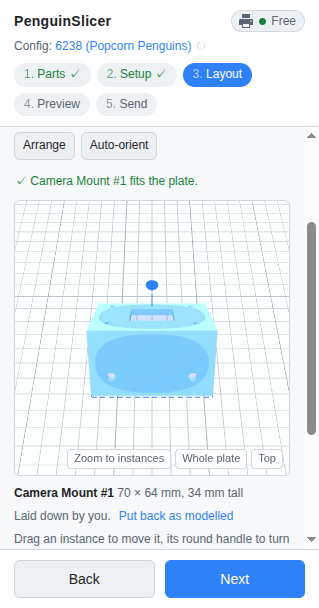 PenguinSlicer
Free
Config: 6238 (Popcorn Penguins)
1. Parts ✓
2. Setup ✓
3. Layout
4. Preview
5. Send
Arrange
Auto-orient
✓ Camera Mount #1 fits the plate.
Zoom to instances
Whole plate
Top
Camera Mount #1 70 × 64 mm, 34 mm tall
Laid down by you. Put back as modelled
Drag an instance to move it, its round handle to turn
Back
Next